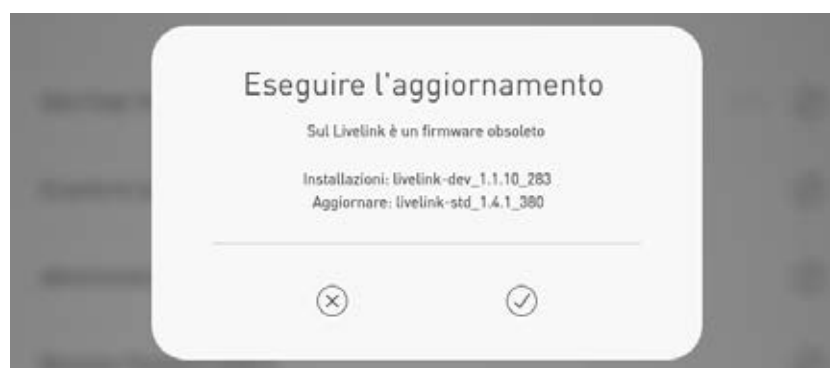 Eseguire l'aggiornamento
Sul Livelink è un firmware obsoleto
Installazioni: livelink-dev_1.1.10_283
Aggiornare: livelink-std_1.4.1_380